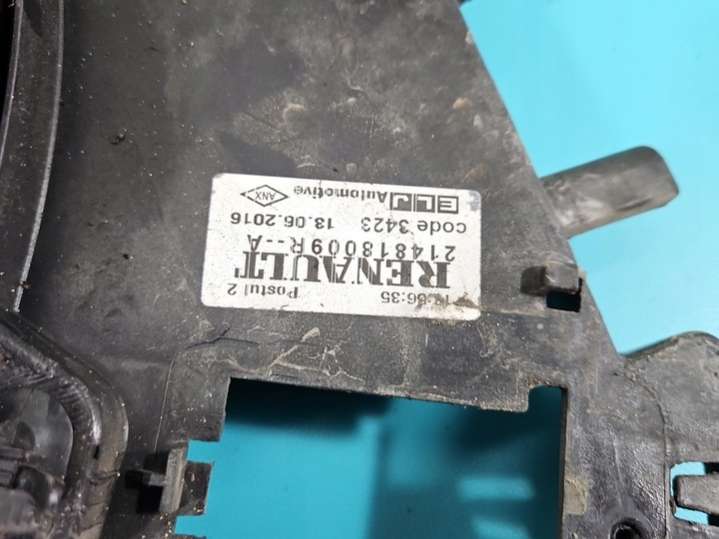 Postul 2
RENAULT
214818009R--A
code 3423 13.06.2016
ELJ Automotive ANX